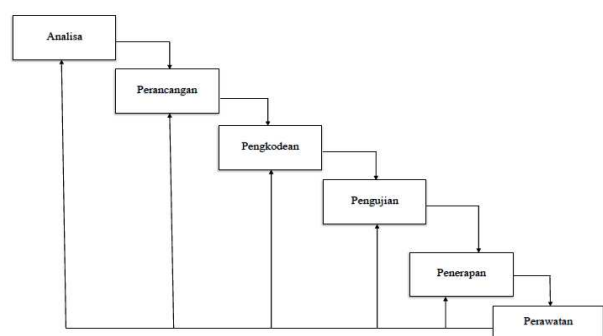 Analisa
Perancangan
Pengkodean
Pengujian
Penerapan
Perawatan